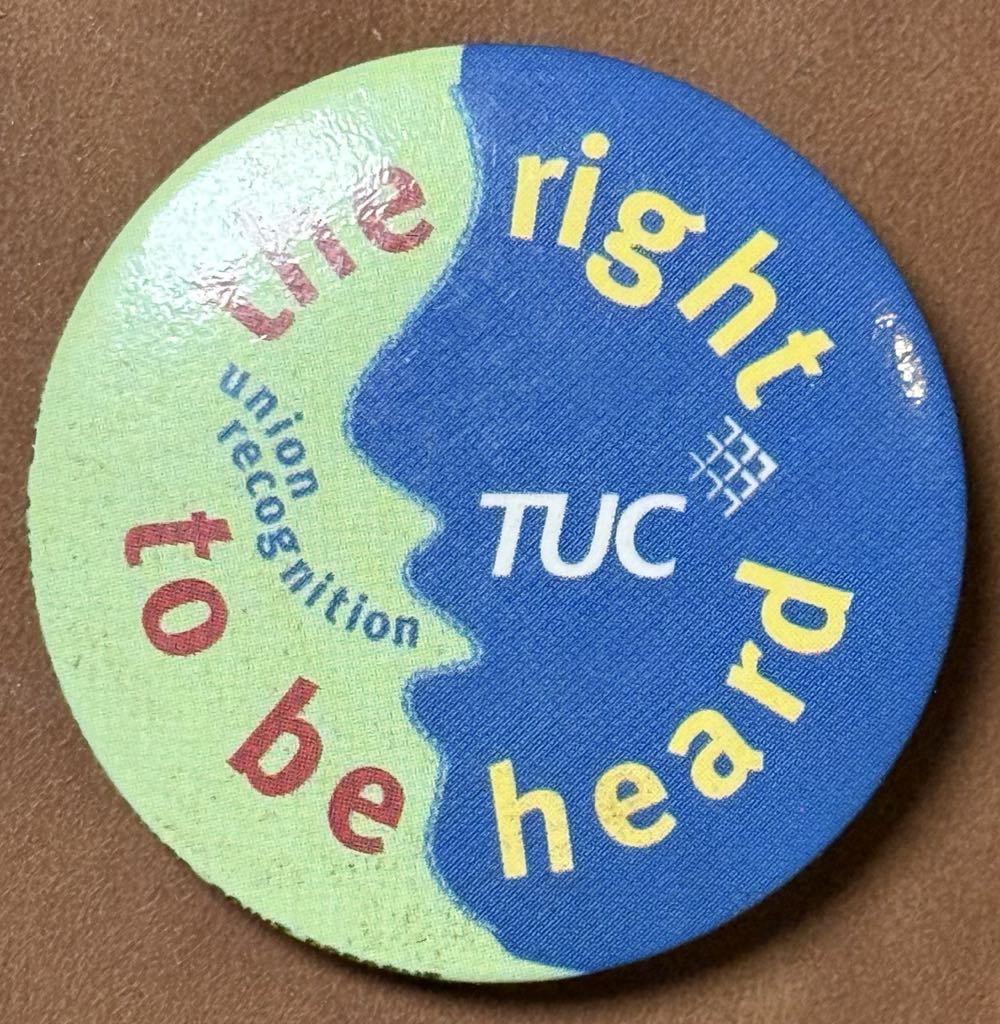 the right
to be heard
union
recognition
TUC